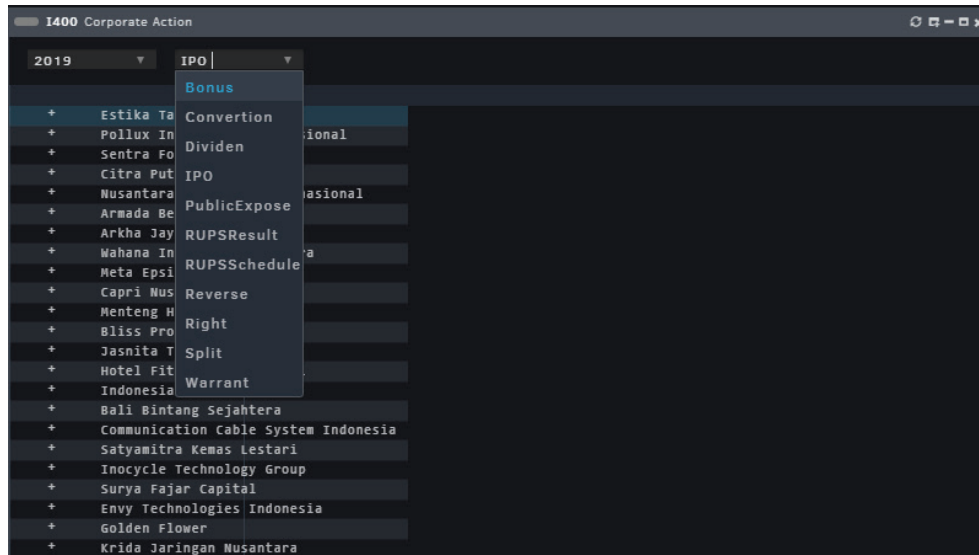 I400 Corporate Action
2019 IPO
Bonus
Convertion
Dividen
IPO
PublicExpose
RUPSResult
RUPSSchedule
Reverse
Right
Split
Warrant
+ Estika Ta
+ Pollux In sional
+ Sentra Fo
+ Citra Put
+ Nusantara nasional
+ Armada Be
+ Arkha Jay
+ Wahana In ra
+ Meta Epsi
+ Capri Nus
+ Menteng H
+ Bliss Pro
+ Jasnita T
+ Hotel Fit
+ Indonesia
+ Bali Bintang Sejahtera
+ Communication Cable System Indonesia
+ Satyamitra Kemas Lestari
+ Inocycle Technology Group
+ Surya Fajar Capital
+ Envy Technologies Indonesia
+ Golden Flower
+ Krida Jaringan Nusantara